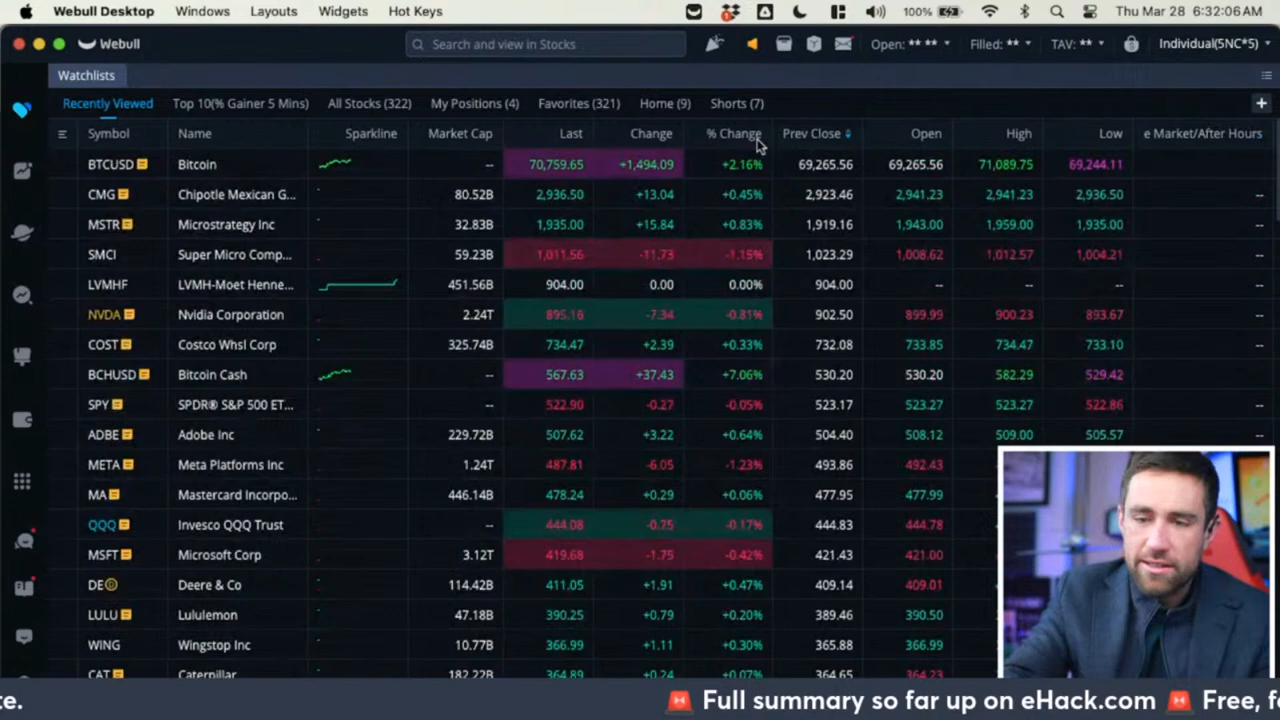 Webull Desktop Windows Layouts Widgets Hot Keys 100% Thu Mar 28 6:32:06 AM
Webull Search and view in Stocks Open: ** ** Filled: ** TAV: ** Individual(5NC*5)
Watchlists
Recently Viewed Top 10(% Gainer 5 Mins) All Stocks (322) My Positions (4) Favorites (321) Home (9) Shorts (7)
Symbol Name Sparkline Market Cap Last Change % Change Prev Close Open High Low e Market/After Hours
BTCUSD Bitcoin -- 70,759.65 +1,494.09 +2.16% 69,265.56 69,265.56 71,089.75 69,244.11 --
CMG Chipotle Mexican G... 80.52B 2,936.50 +13.04 +0.45% 2,923.46 2,941.23 2,941.23 2,936.50 --
MSTR Microstrategy Inc 32.83B 1,935.00 +15.84 +0.83% 1,919.16 1,943.00 1,959.00 1,935.00 --
SMCI Super Micro Comp... 59.23B 1,011.56 -11.73 -1.15% 1,023.29 1,008.62 1,012.57 1,004.21 --
LVMHF LVMH-Moet Henne... 451.56B 904.00 0.00 0.00% 904.00 -- -- -- --
NVDA Nvidia Corporation 2.24T 895.16 -7.34 -0.81% 902.50 899.99 900.23 893.67 --
COST Costco Whsl Corp 325.74B 734.47 +2.39 +0.33% 732.08 733.85 734.47 733.10 --
BCHUSD Bitcoin Cash -- 567.63 +37.43 +7.06% 530.20 530.20 582.29 529.42 --
SPY SPDR® S&P 500 ET... -- 522.90 -0.27 -0.05% 523.17 523.27 523.27 522.86 --
ADBE Adobe Inc 229.72B 507.62 +3.22 +0.64% 504.40 508.12 509.00 505.57 --
META Meta Platforms Inc 1.24T 487.81 -6.05 -1.23% 493.86 492.43
MA Mastercard Incorpo... 446.14B 478.24 +0.29 +0.06% 477.95 477.99
QQQ Invesco QQQ Trust -- 444.08 -0.75 -0.17% 444.83 444.78
MSFT Microsoft Corp 3.12T 419.68 -1.75 -0.42% 421.43 421.00
DE Deere & Co 114.42B 411.05 +1.91 +0.47% 409.14 409.01
LULU Lululemon 47.18B 390.25 +0.79 +0.20% 389.46 390.50
WING Wingstop Inc 10.77B 366.99 +1.11 +0.30% 365.88 366.99
CAT Caterpillar 182.22B 364.89 +0.24 +0.07% 364.65 364.23
te. 🚨 Full summary so far up on eHack.com 🚨 Free, f